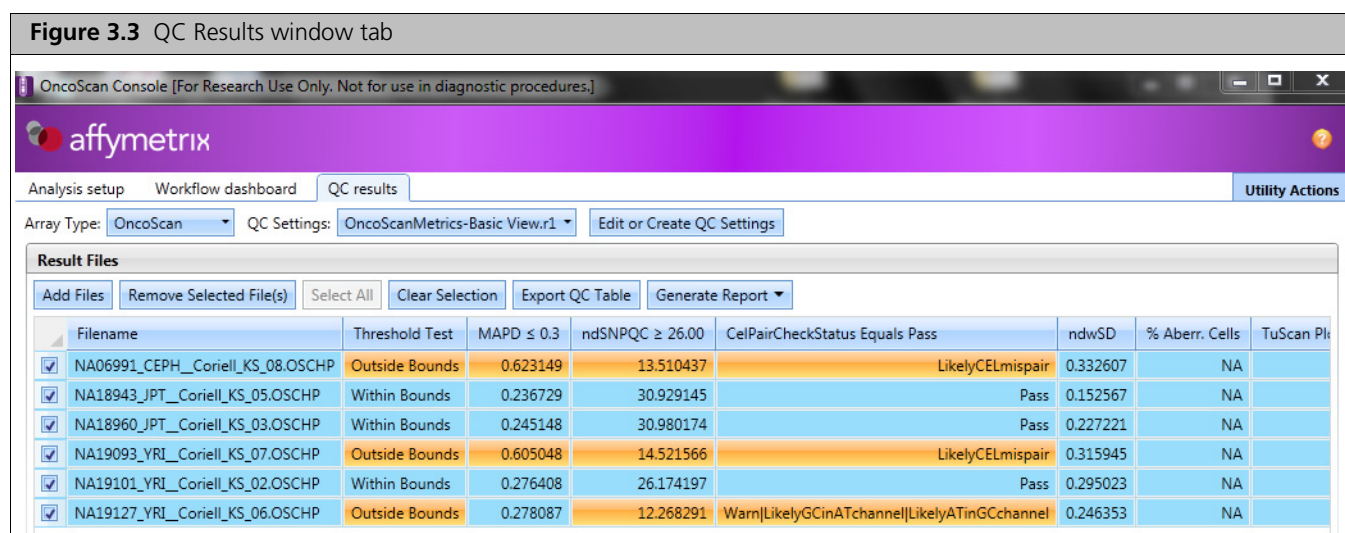 Figure 3.3 QC Results window tab
OncoScan Console [For Research Use Only. Not for use in diagnostic procedures.]
affymetrix
Analysis setup Workflow dashboard QC results Utility Actions
Array Type: OncoScan QC Settings: OncoScanMetrics-Basic View.r1 Edit or Create QC Settings
Result Files
Add Files Remove Selected File(s) Select All Clear Selection Export QC Table Generate Report
Filename Threshold Test MAPD ≤ 0.3 ndSNPQC ≥ 26.00 CelPairCheckStatus Equals Pass ndwSD % Aberr. Cells TuScan Plo
NA06991_CEPH__Coriell_KS_08.OSCHP Outside Bounds 0.623149 13.510437 LikelyCELmispair 0.332607 NA
NA18943_JPT__Coriell_KS_05.OSCHP Within Bounds 0.236729 30.929145 Pass 0.152567 NA
NA18960_JPT__Coriell_KS_03.OSCHP Within Bounds 0.245148 30.980174 Pass 0.227221 NA
NA19093_YRI__Coriell_KS_07.OSCHP Outside Bounds 0.605048 14.521566 LikelyCELmispair 0.315945 NA
NA19101_YRI__Coriell_KS_02.OSCHP Within Bounds 0.276408 26.174197 Pass 0.295023 NA
NA19127_YRI__Coriell_KS_06.OSCHP Outside Bounds 0.278087 12.268291 Warn|LikelyGCinATchannel|LikelyATinGCchannel 0.246353 NA